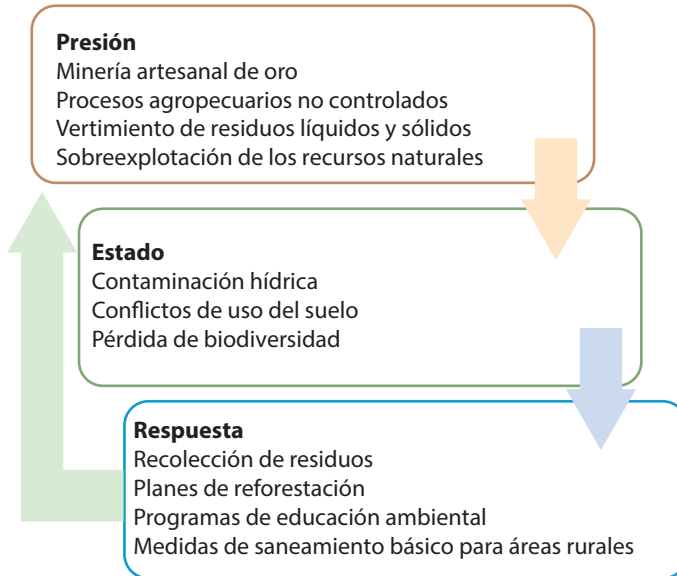 Presión
Minería artesanal de oro
Procesos agropecuarios no controlados
Vertimiento de residuos líquidos y sólidos
Sobreexplotación de los recursos naturales
Estado
Contaminación hídrica
Conflictos de uso del suelo
Pérdida de biodiversidad
Respuesta
Recolección de residuos
Planes de reforestación
Programas de educación ambiental
Medidas de saneamiento básico para áreas rurales